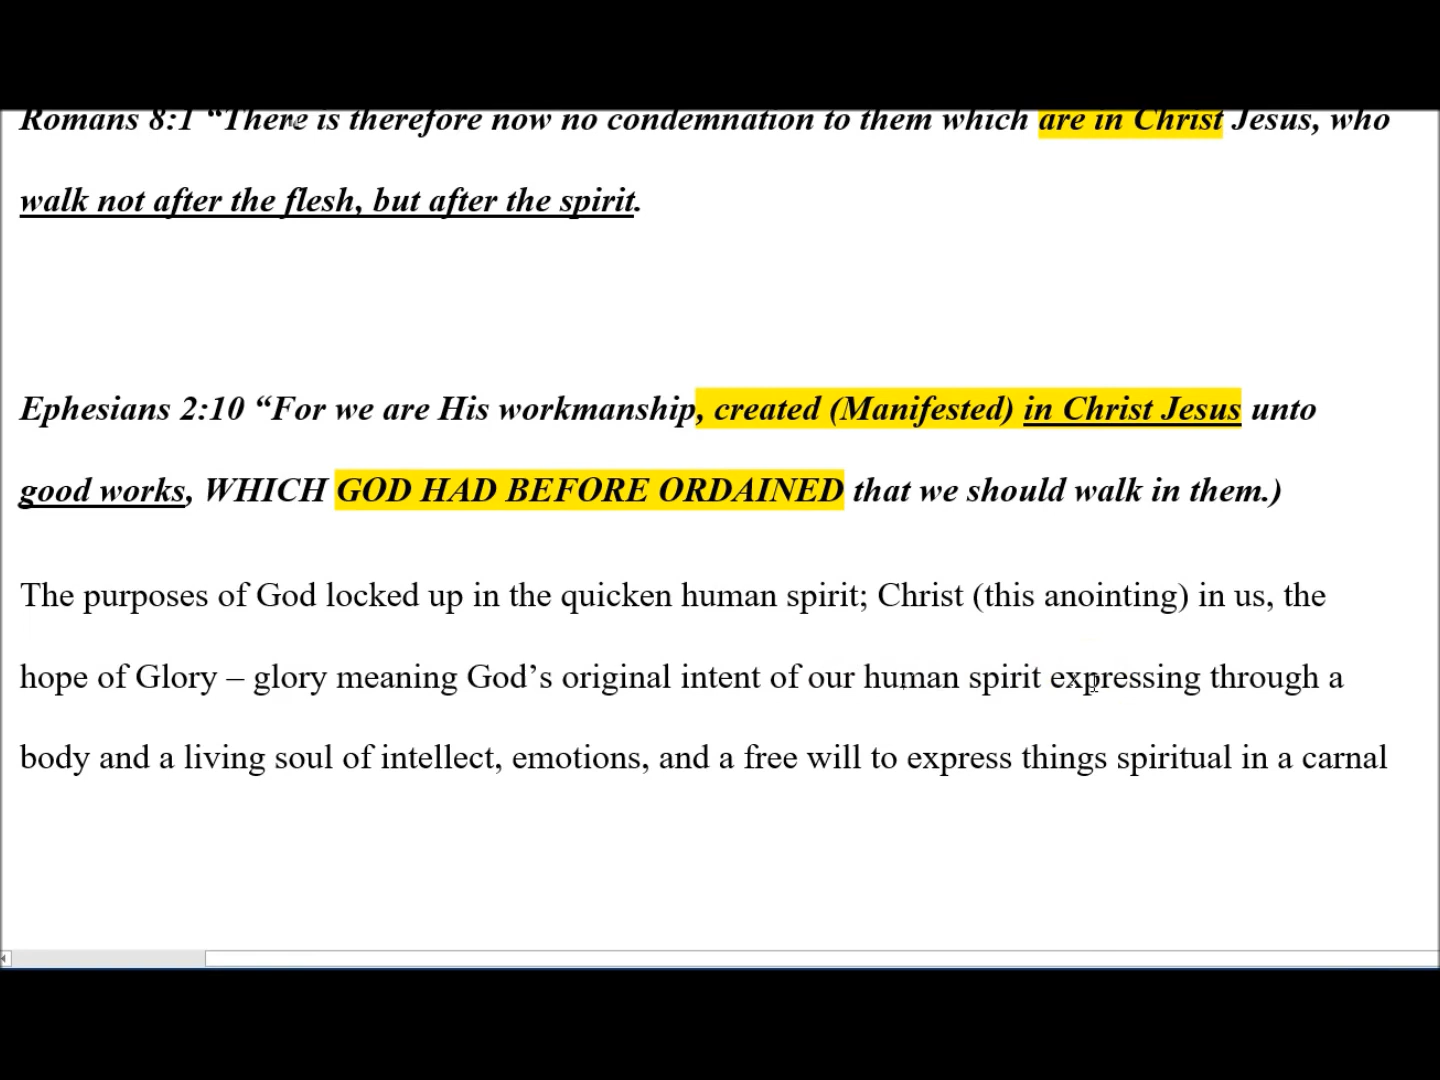 Romans 8:1 “There is therefore now no condemnation to them which are in Christ Jesus, who
walk not after the flesh, but after the spirit.
Ephesians 2:10 “For we are His workmanship, created (Manifested) in Christ Jesus unto
good works, WHICH GOD HAD BEFORE ORDAINED that we should walk in them.)
The purposes of God locked up in the quicken human spirit; Christ (this anointing) in us, the
hope of Glory – glory meaning God’s original intent of our human spirit expressing through a
body and a living soul of intellect, emotions, and a free will to express things spiritual in a carnal